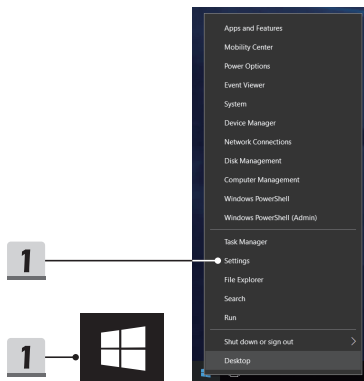 Apps and Features
Mobility Center
Power Options
Event Viewer
System
Device Manager
Network Connections
Disk Management
Computer Management
Windows PowerShell
Windows PowerShell (Admin)
Task Manager
1
Settings
File Explorer
Search
Run
Shut down or sign out
1
Desktop